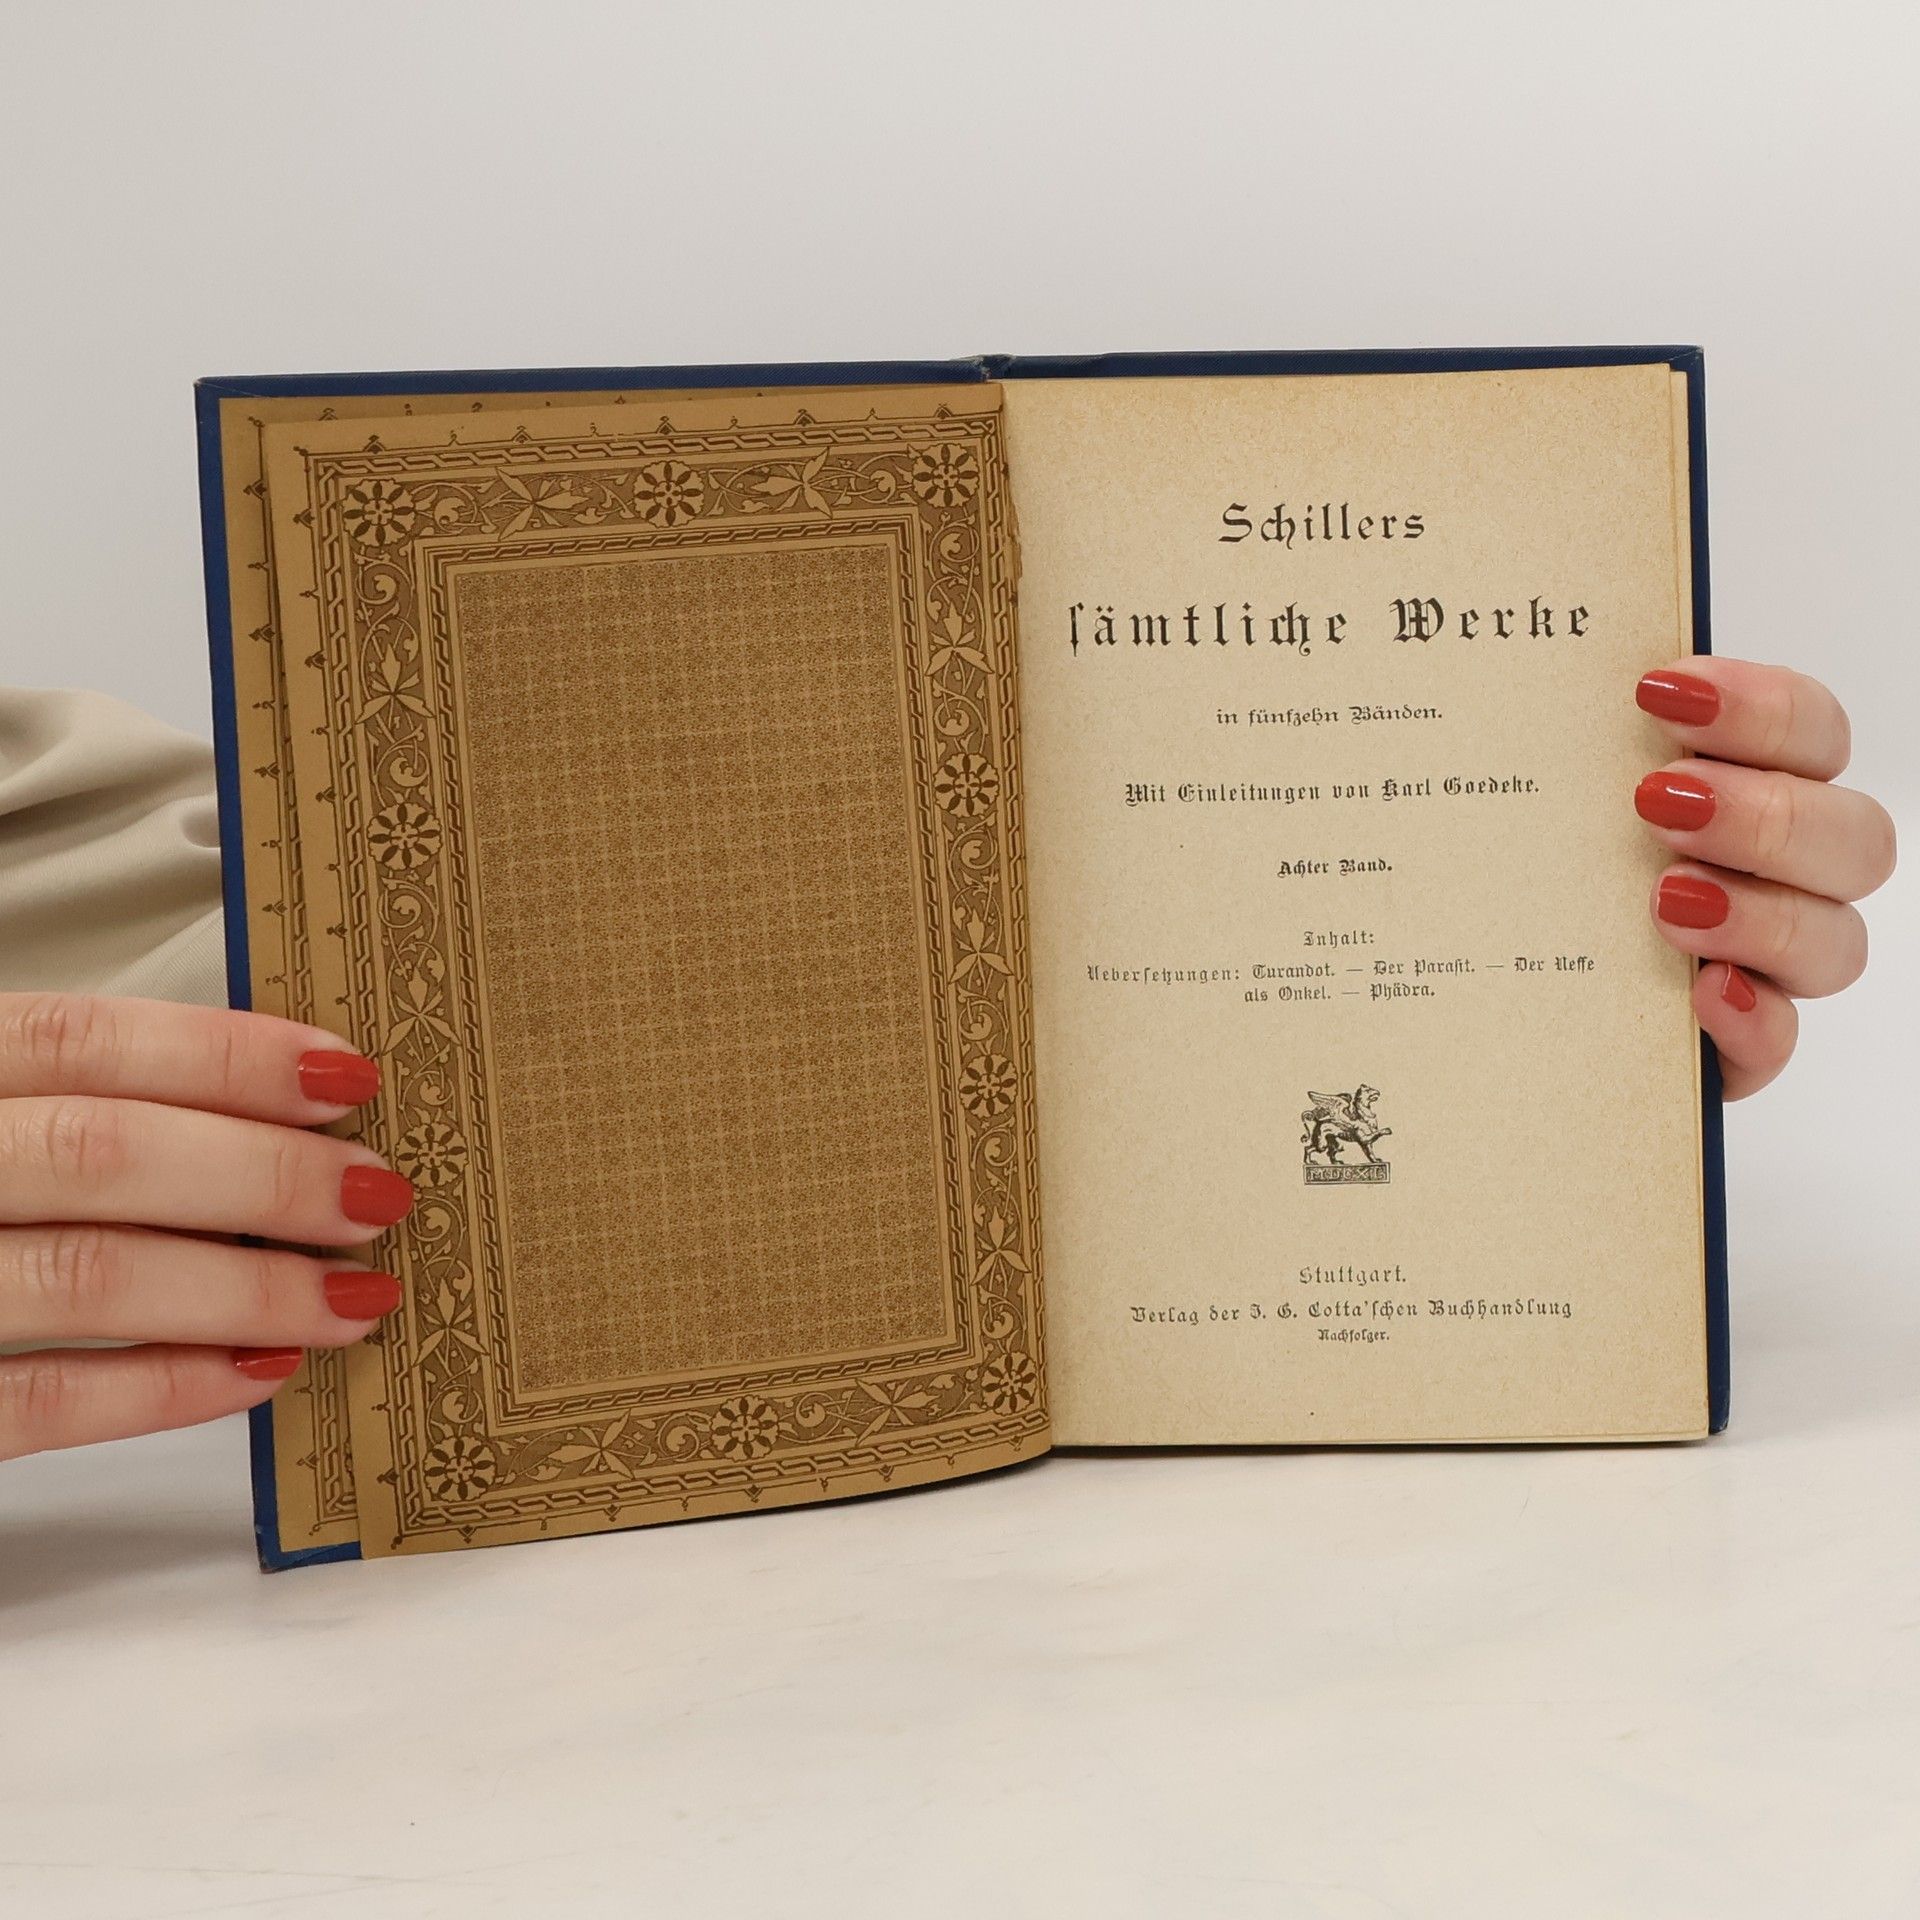 Schillers
ſämtliche Werke
in fünfzehn Bänden.
Mit Einleitungen von Karl Goedeke.
Achter Band.
Inhalt:
Ueberſetzungen: Turandot. — Der Paraſit. — Der Neffe
als Onkel. — Phädra.
MDCXL
Stuttgart.
Verlag der J. G. Cotta'ſchen Buchhandlung
Nachfolger.